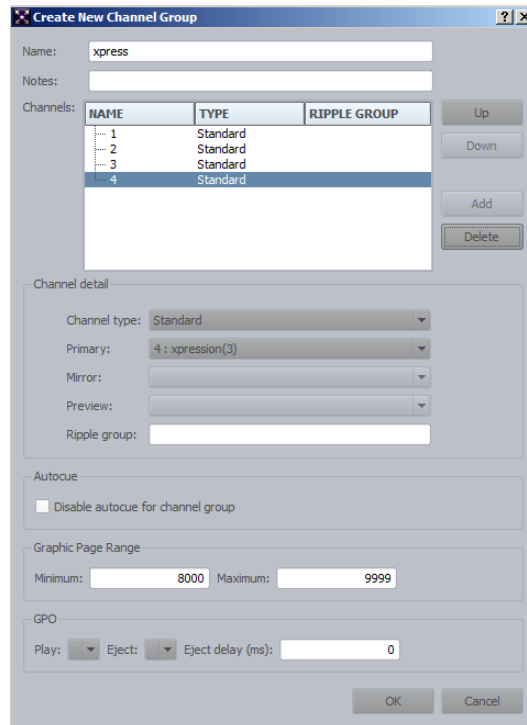 Create New Channel Group
Name: xpress
Notes:
Channels:
NAME TYPE RIPPLE GROUP
1 Standard
2 Standard
3 Standard
4 Standard
Up
Down
Add
Delete
Channel detail
Channel type: Standard
Primary: 4 : xpression(3)
Mirror:
Preview:
Ripple group:
Autocue
Disable autocue for channel group
Graphic Page Range
Minimum: 8000 Maximum: 9999
GPO
Play: Eject: Eject delay (ms): 0
OK Cancel